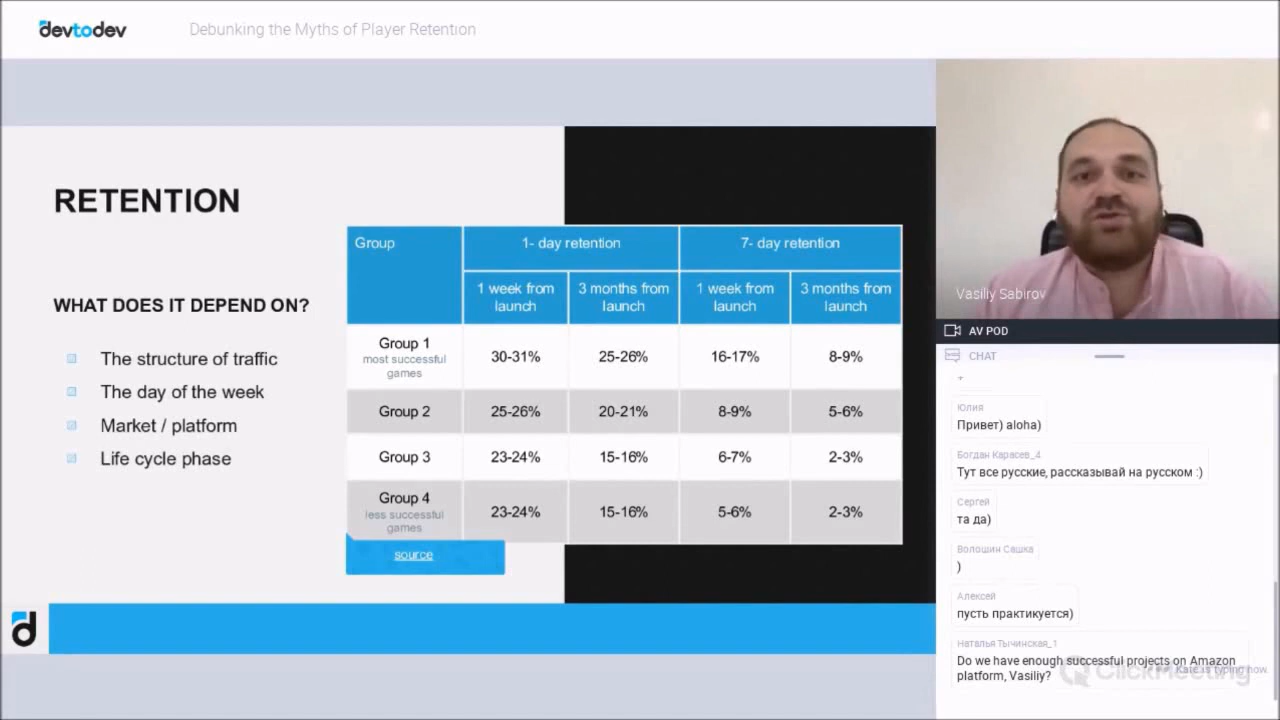 devtodev
Debunking the Myths of Player Retention
RETENTION
WHAT DOES IT DEPEND ON?
The structure of traffic
The day of the week
Market / platform
Life cycle phase
Group
1- day retention
7- day retention
1 week from
launch
3 months from
launch
1 week from
launch
3 months from
launch
Group 1
most successful
games
30-31%
25-26%
16-17%
8-9%
Group 2
25-26%
20-21%
8-9%
5-6%
Group 3
23-24%
15-16%
6-7%
2-3%
Group 4
less successful
games
23-24%
15-16%
5-6%
2-3%
source
d
Vasiliy Sabirov
AV POD
CHAT
+
Юлия
Привет) aloha)
Богдан Карасев_4
Тут все русские, рассказывай на русском :)
Сергей
та да)
Волошин Сашка
)
Алексей
пусть практикуется)
Наталья Тычинская_1
Do we have enough successful projects on Amazon
platform, Vasiliy?
is typing now.
ClickMeeting